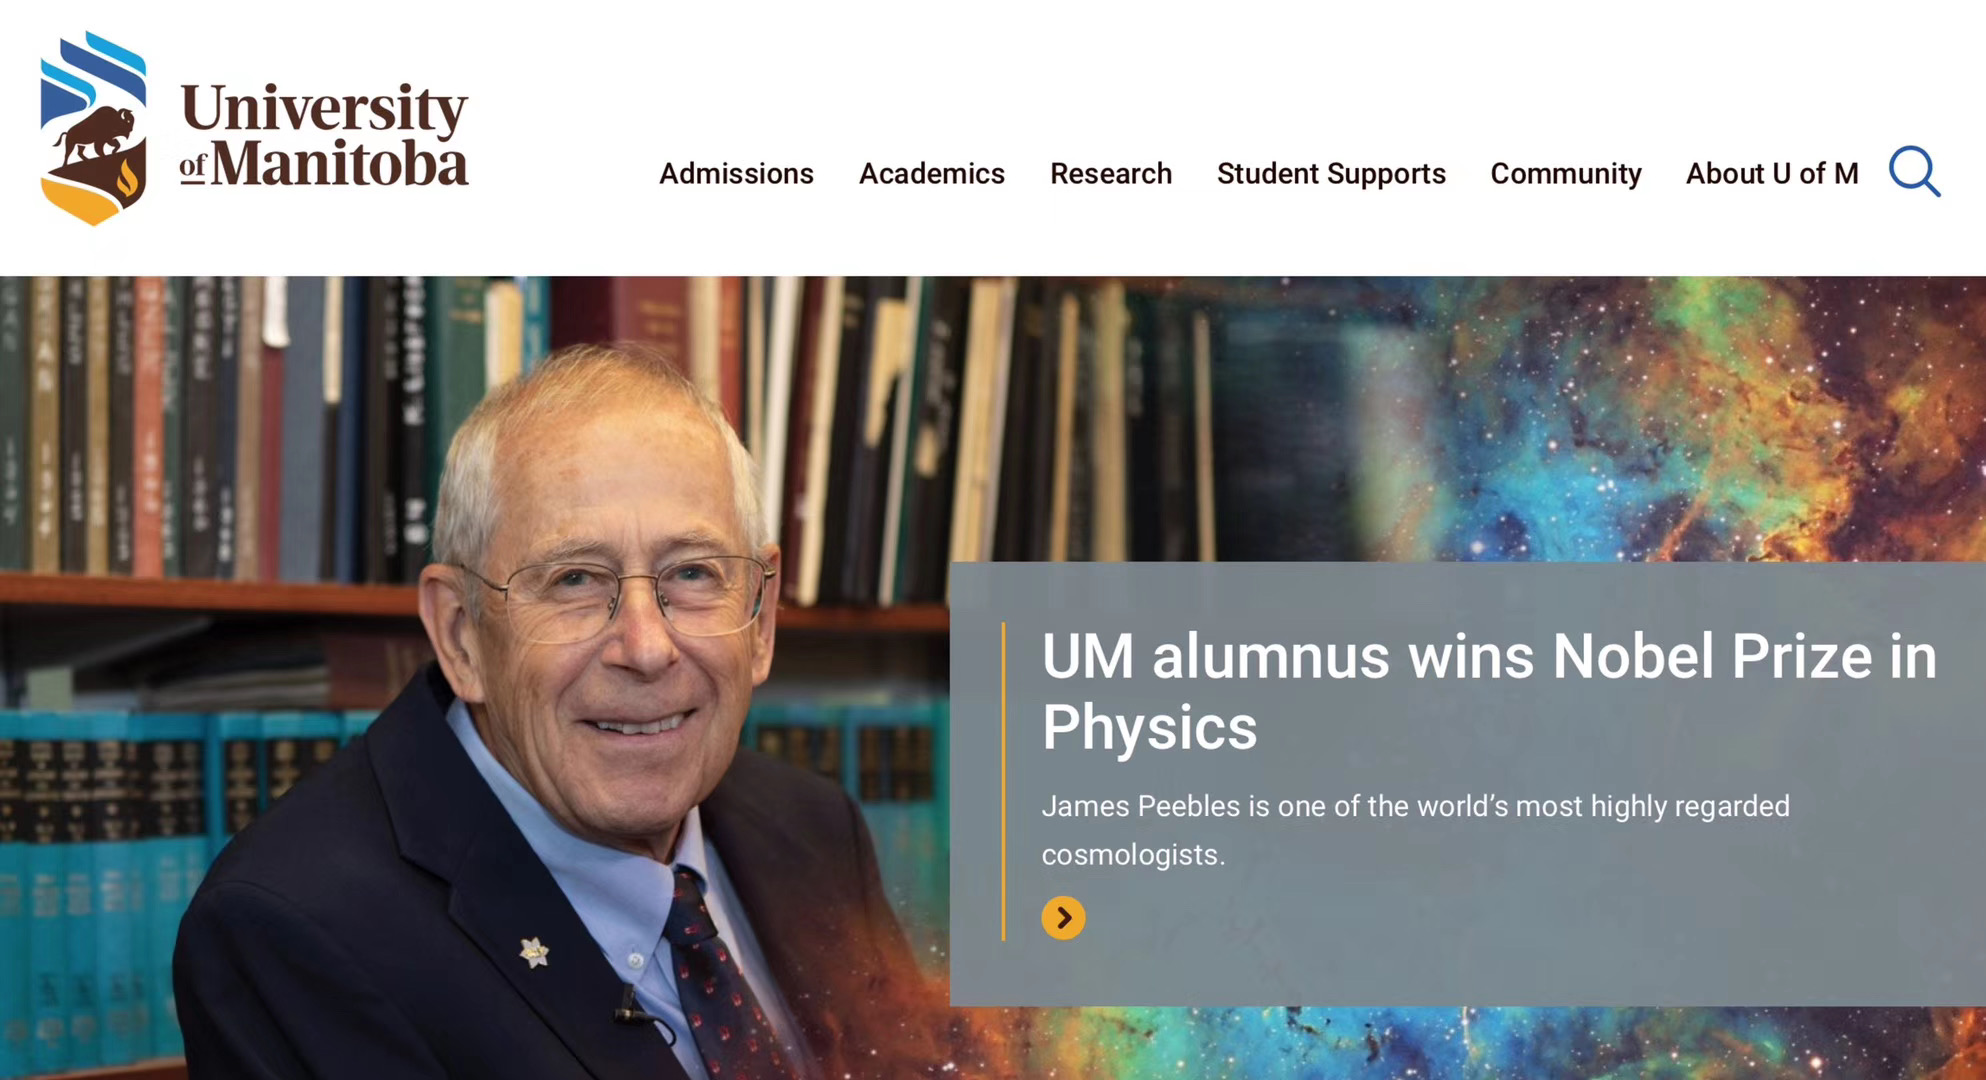 University
of Manitoba
Admissions Academics Research Student Supports Community About U of M
UM alumnus wins Nobel Prize in
Physics
James Peebles is one of the world’s most highly regarded
cosmologists.